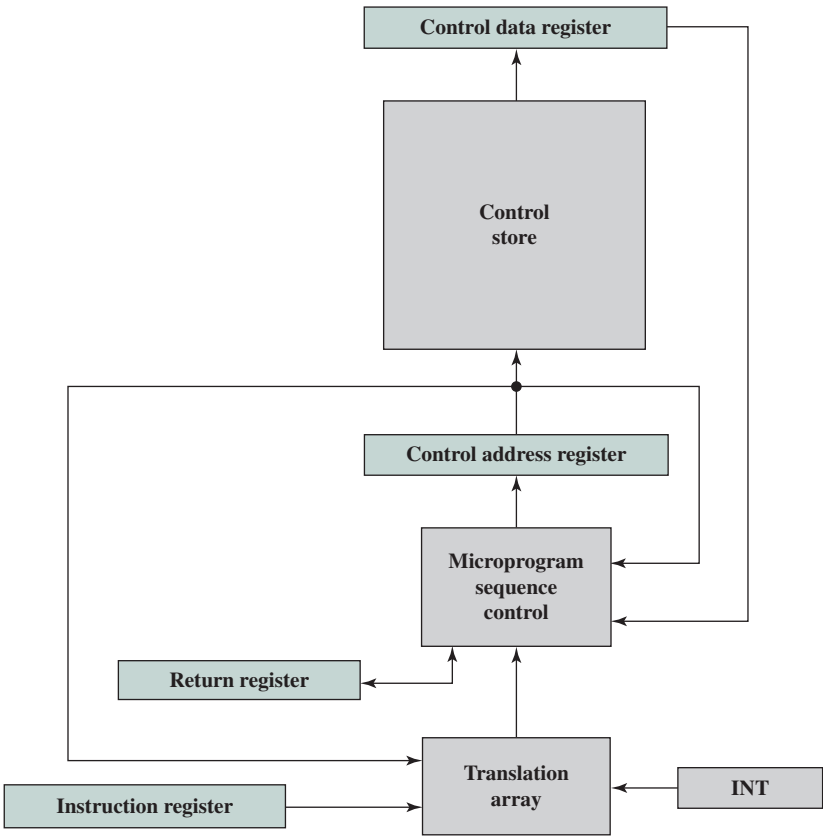 Control data register
Control
store
Control address register
Microprogram
sequence
control
Return register
Translation
array
INT
Instruction register